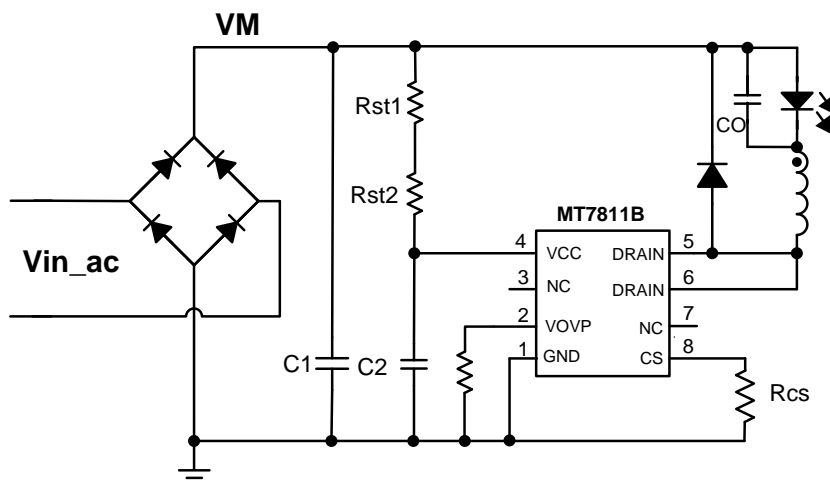 VM
Rst1
CO
Rst2
MT7811B
Vin_ac
4 VCC DRAIN 5
3 NC DRAIN 6
2 VOVP NC 7
1 GND CS 8
C1 C2
Rcs